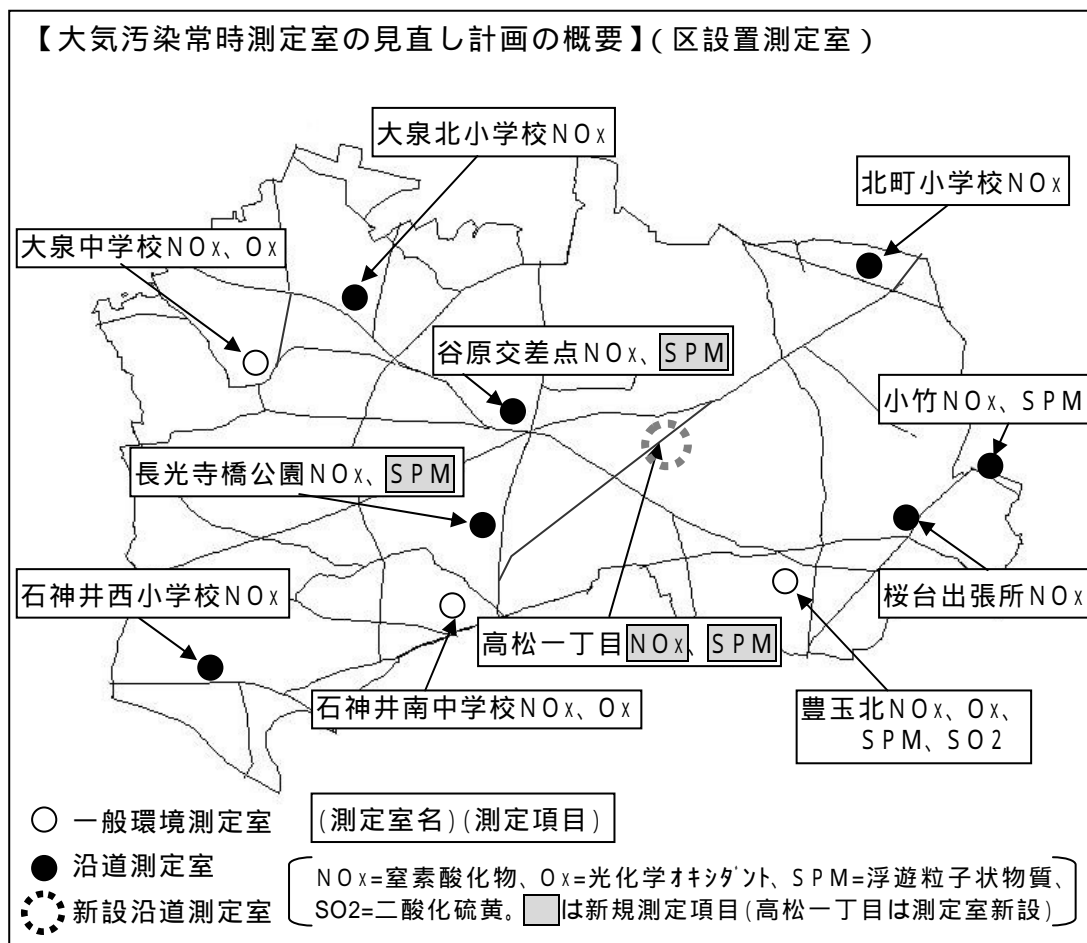 【大気汚染常時測定室の見直し計画の概要】(区設置測定室)
大泉北小学校NOx
北町小学校NOx
大泉中学校NOx、Ox
谷原交差点NOx、SPM
小竹NOx、SPM
長光寺橋公園NOx、SPM
石神井西小学校NOx
桜台出張所NOx
高松一丁目NOx、SPM
石神井南中学校NOx、Ox
豊玉北NOx、Ox、
SPM、SO2
一般環境測定室
(測定室名)(測定項目)
沿道測定室
新設沿道測定室
NOx=窒素酸化物、Ox=光化学オキシダント、SPM=浮遊粒子状物質、
SO2=二酸化硫黄。 は新規測定項目(高松一丁目は測定室新設)